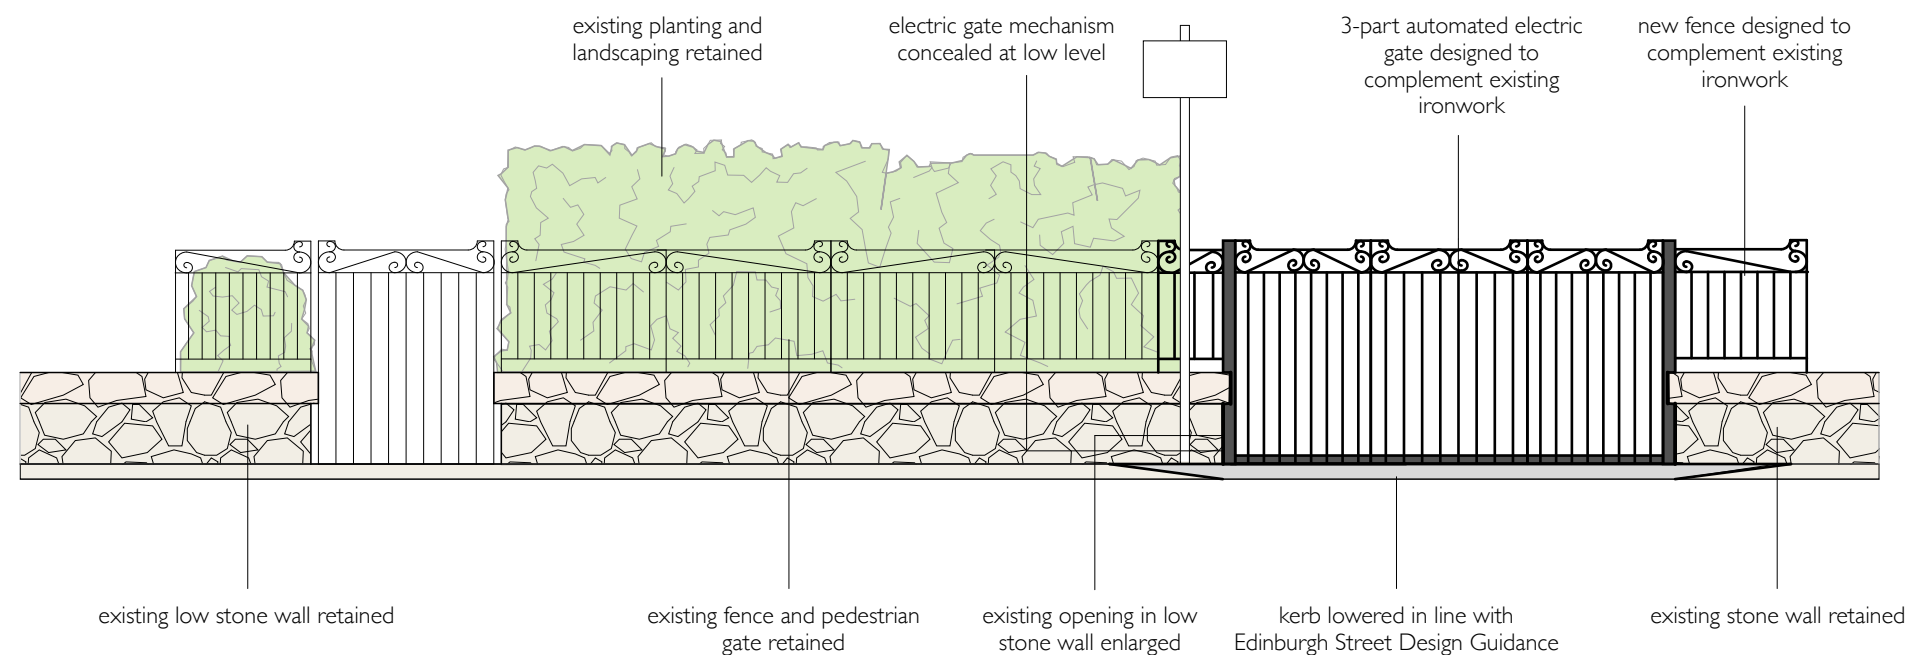 existing planting and
landscaping retained
electric gate mechanism
concealed at low level
3-part automated electric
gate designed to
complement existing
ironwork
new fence designed to
complement existing
ironwork
existing low stone wall retained
existing fence and pedestrian
gate retained
existing opening in low
stone wall enlarged
kerb lowered in line with
Edinburgh Street Design Guidance
existing stone wall retained